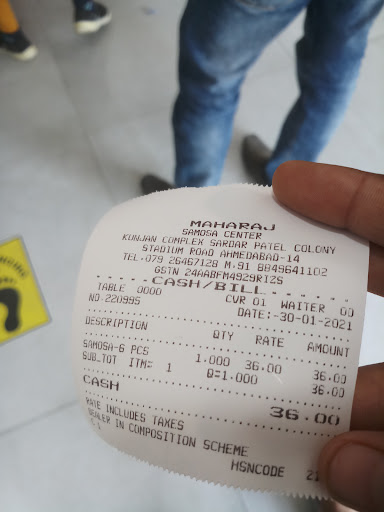 MAHARAJ
SAMOSA CENTER
KUNJAN COMPLEX SARDAR PATEL COLONY
STADIUM ROAD AHMEDABAD-14
TEL.079 26467128 M.91 8849641102
GSTN 24AABFM4929R1ZS
CASH/BILL
TABLE 0000 CVR 01 WAITER 00
NO-220995 DATE:-30-01-2021
DESCRIPTION QTY RATE AMOUNT
SAMOSA-6 PCS 1.000 36.00 36.00
SUB.TOT ITM: 1 Q=1.000 36.00
CASH 36.00
RATE INCLUDES TAXES
DEALER IN COMPOSITION SCHEME
HSNCODE